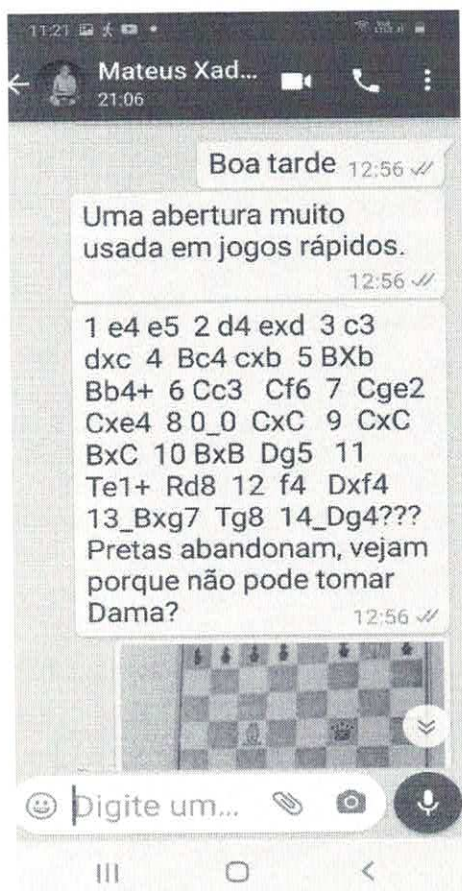 11:21
Mateus Xad...
21:06
Boa tarde 12:56
Uma abertura muito
usada em jogos rápidos.
12:56
1 e4 e5 2 d4 exd 3 c3
dxc 4 Bc4 cxb 5 BXb
Bb4+ 6 Cc3 Cf6 7 Cge2
Cxe4 8 0_0 CxC 9 CxC
BxC 10 BxB Dg5 11
Te1+ Rd8 12 f4 Dxf4
13_Bxg7 Tg8 14_Dg4???
Pretas abandonam, vejam
porque não pode tomar
Dama? 12:56
Digite um...